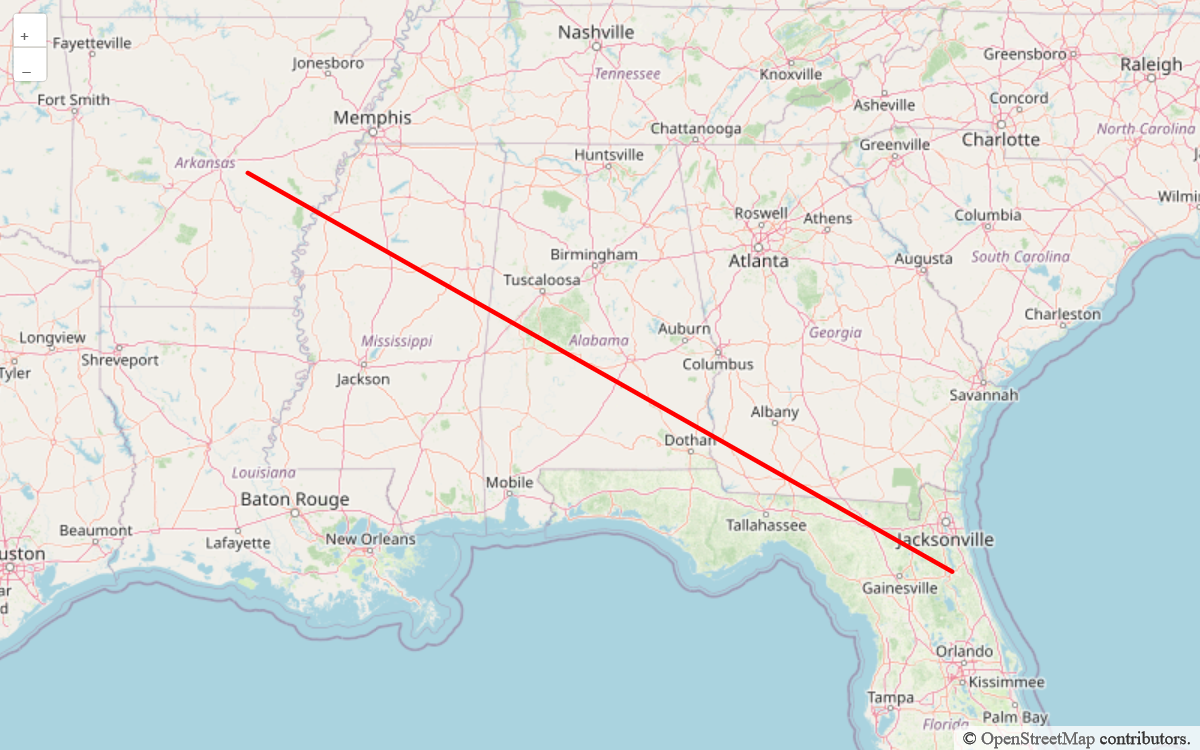 +
–
Fayetteville
Nashville
Greensboro
Raleigh
Jonesboro
Tennessee
Knoxville
Fort Smith
Asheville
Concord
Memphis
Chattanooga
North Carolina
Charlotte
Greenville
Huntsville
Arkansas
Roswell
Athens
Columbia
Wilmi
Birmingham
Atlanta
Augusta
South Carolina
Tuscaloosa
Charleston
Longview
Mississippi
Alabama
Auburn
Georgia
Shreveport
Tyler
Jackson
Columbus
Savannah
Albany
Dothan
Louisiana
Mobile
Baton Rouge
Tallahassee
Beaumont
Lafayette
New Orleans
Jacksonville
uston
Gainesville
ar
d
Orlando
Kissimmee
Tampa
Palm Bay
Florida
© OpenStreetMap contributors.